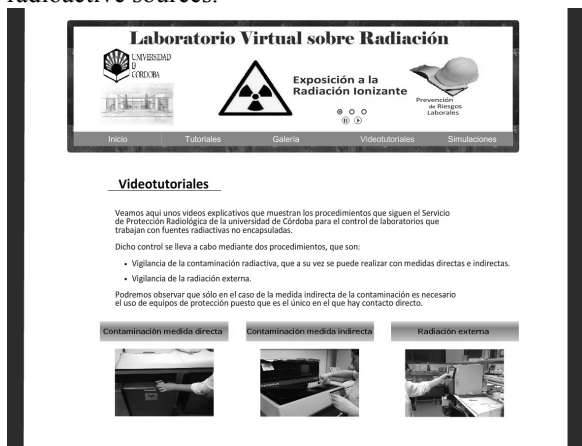 radioactive sources.
Laboratorio Virtual sobre Radiación
UNIVERSIDAD
D
CORDOBA
Exposición a la
Radiación Ionizante
Prevención
de Riesgos
Laborales
Inicio Tutoriales Galería Videotutoriales Simulaciones
Videotutoriales
Veamos aqui unos videos explicativos que muestran los procedimientos que siguen el Servicio
de Protección Radiológica de la universidad de Córdoba para el control de laboratorios que
trabajan con fuentes radiactivas no encapsuladas.
Dicho control se lleva a cabo mediante dos procedimientos, que son:
• Vigilancia de la contaminación radiactiva, que a su vez se puede realizar con medidas directas e indirectas.
• Vigilancia de la radiación externa.
Podremos observar que sólo en el caso de la medida indirecta de la contaminación es necesario
el uso de equipos de protección puesto que es el único en el que hay contacto directo.
Contaminación medida directa Contaminación medida indirecta Radiación externa